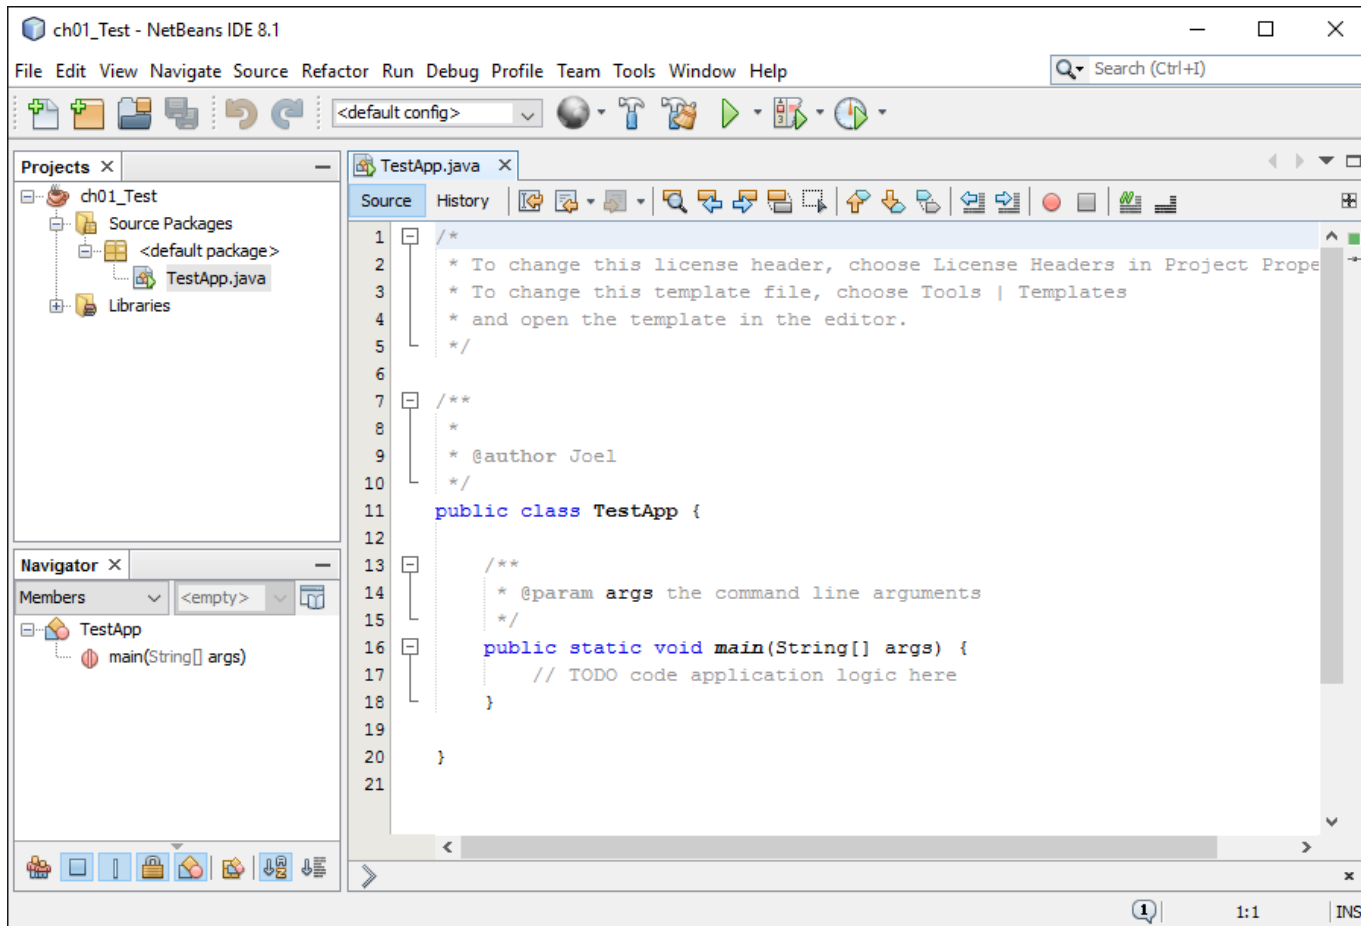 ch01_Test - NetBeans IDE 8.1
File Edit View Navigate Source Refactor Run Debug Profile Team Tools Window Help
Search (Ctrl+I)
<default config>
Projects
ch01_Test
Source Packages
<default package>
TestApp.java
Libraries
Navigator
Members
<empty>
TestApp
main(String[] args)
TestApp.java
Source History
1 /*
2 * To change this license header, choose License Headers in Project Prope
3 * To change this template file, choose Tools | Templates
4 * and open the template in the editor.
5 */
6
7 /**
8 *
9 * @author Joel
10 */
11 public class TestApp {
12
13 /**
14 * @param args the command line arguments
15 */
16 public static void main(String[] args) {
17 // TODO code application logic here
18 }
19
20 }
21
1
1:1
INS